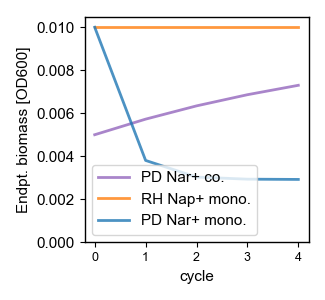 Endpt. biomass [OD600]
0.010
0.008
0.006
0.004
0.002
0.000
PD Nar+ co.
RH Nap+ mono.
PD Nar+ mono.
0 1 2 3 4
cycle